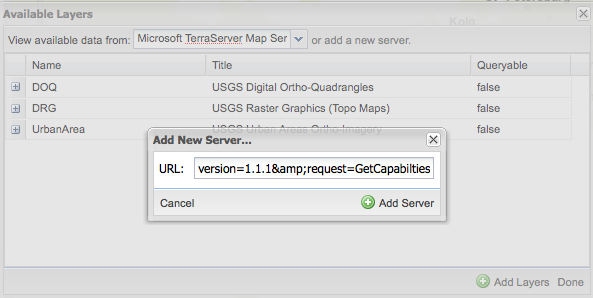 Available Layers
View available data from: Microsoft TerraServer Map Ser or add a new server.
Name Title Queryable
DOQ USGS Digital Ortho-Quadrangles false
DRG USGS Raster Graphics (Topo Maps) false
UrbanArea USGS Urban Areas Ortho-Imagery false
Add New Server...
URL: version=1.1.1&amp;request=GetCapabilties
Cancel Add Server
Add Layers Done